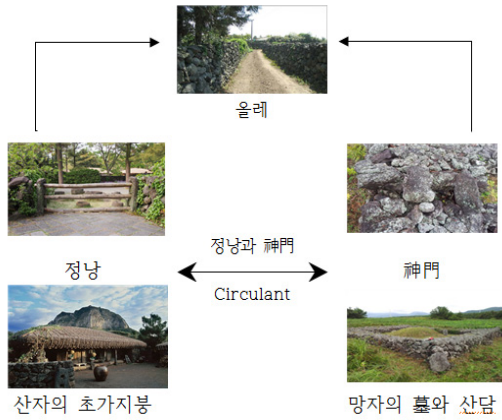 올레
정낭과 神門
정낭
神門
Circulant
산자의 초가지붕
망자의 墓와 산담